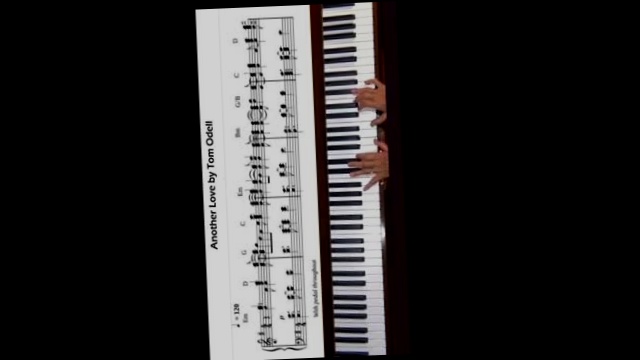 Another Love by Tom Odell
♩ = 120
Em D G C Em Bm G/B C D
p
With pedal throughout